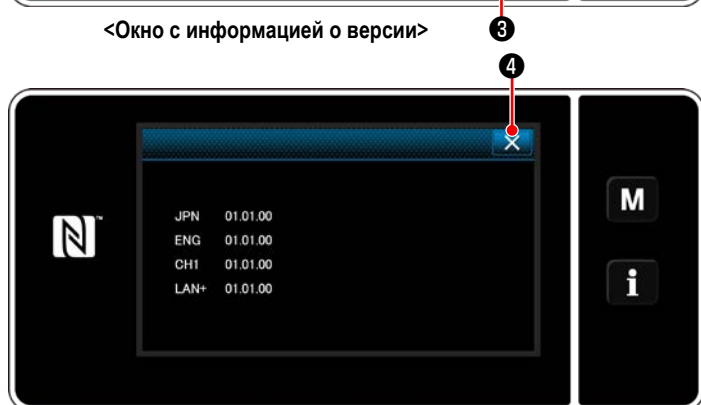 ❸
<Окно с информацией о версии>
❹
JPN 01.01.00
ENG 01.01.00
CH1 01.01.00
LAN+ 01.01.00
N™
M
i